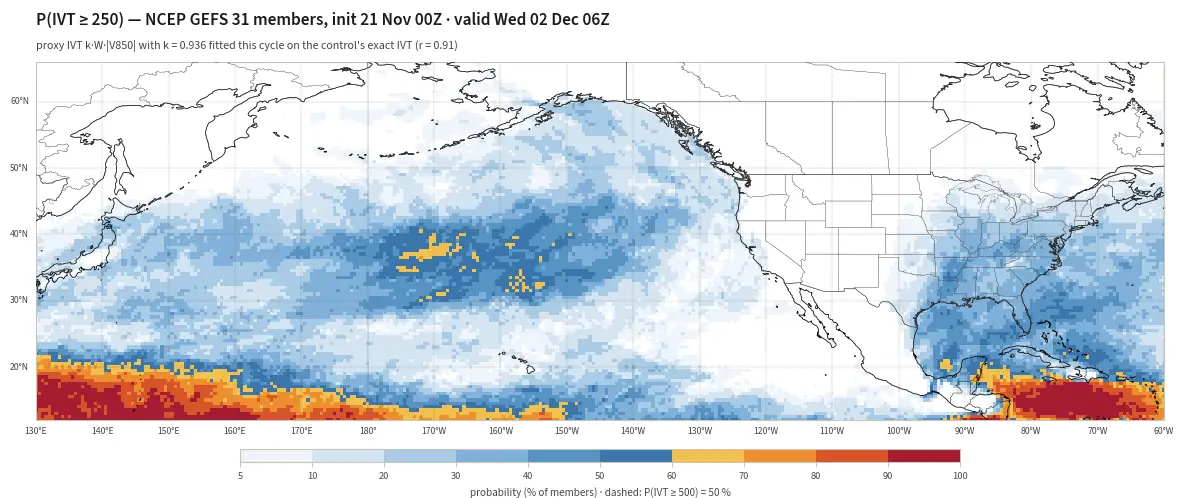 P(IVT ≥ 250) — NCEP GEFS 31 members, init 21 Nov 00Z · valid Wed 02 Dec 06Z
proxy IVT k·W·|V850| with k = 0.936 fitted this cycle on the control's exact IVT (r = 0.91)
60°N
50°N
40°N
30°N
20°N
130°E 140°E 150°E 160°E 170°E 180° 170°W 160°W 150°W 140°W 130°W 120°W 110°W 100°W 90°W 80°W 70°W 60°W
5 10 20 30 40 50 60 70 80 90 100
probability (% of members) · dashed: P(IVT ≥ 500) = 50 %